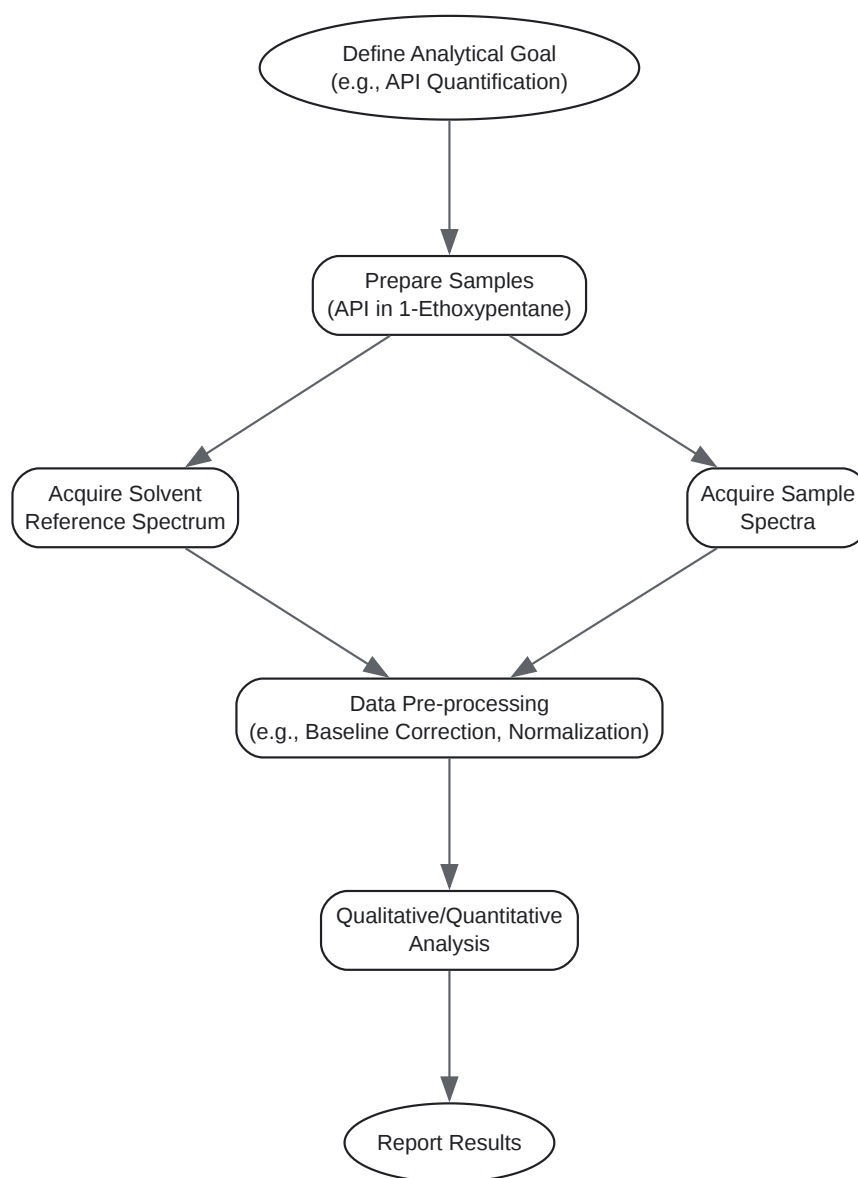 Define Analytical Goal
(e.g., API Quantification)
Prepare Samples
(API in 1-Ethoxypentane)
Acquire Solvent
Reference Spectrum
Acquire Sample
Spectra
Data Pre-processing
(e.g., Baseline Correction, Normalization)
Qualitative/Quantitative
Analysis
Report Results